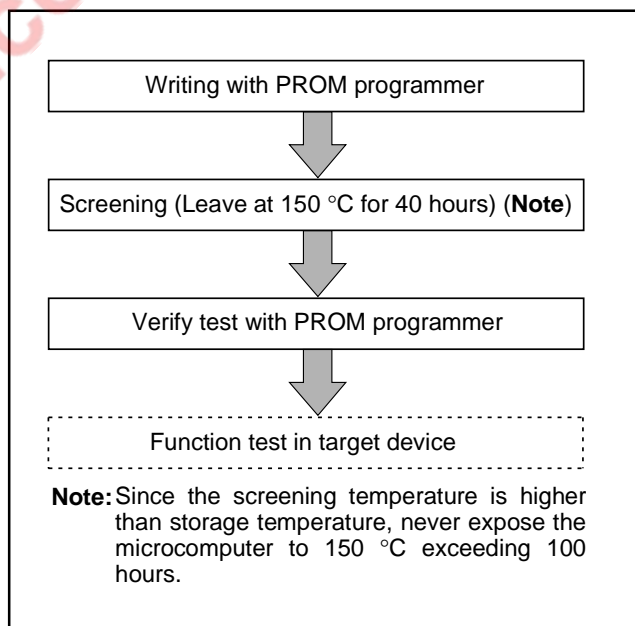 Writing with PROM programmer
Screening (Leave at 150 °C for 40 hours) (Note)
Verify test with PROM programmer
Function test in target device
Note: Since the screening temperature is higher
than storage temperature, never expose the
microcomputer to 150 °C exceeding 100
hours.